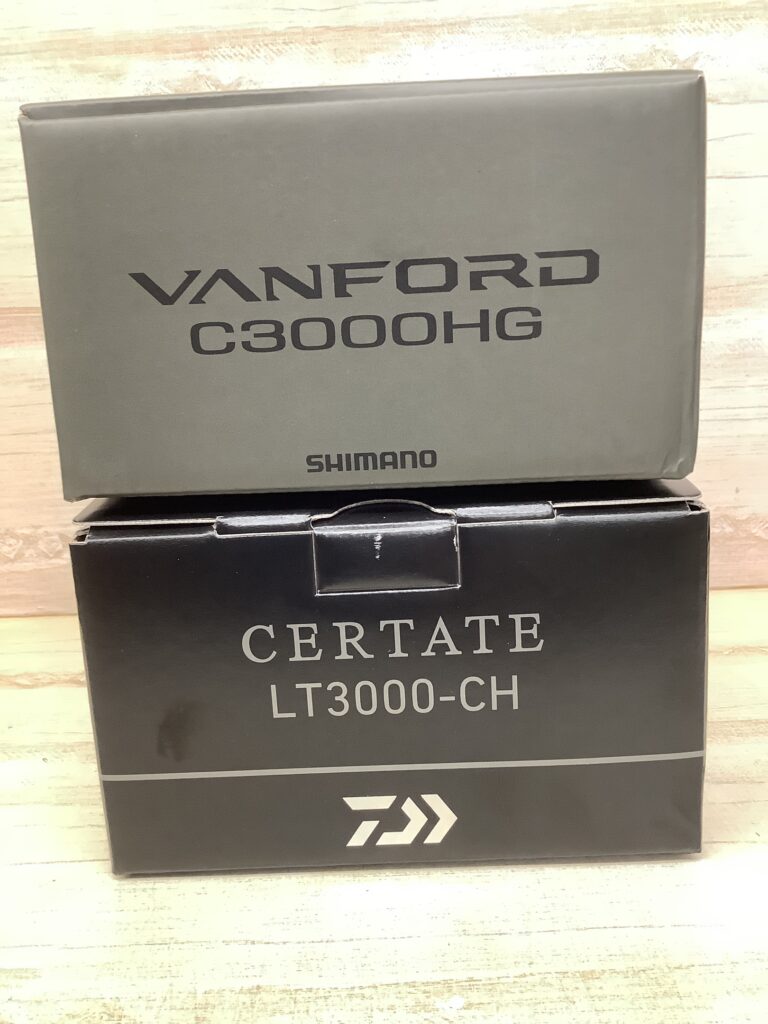 VANFORD
C3000HG
SHIMANO
CERTATE
LT3000-CH